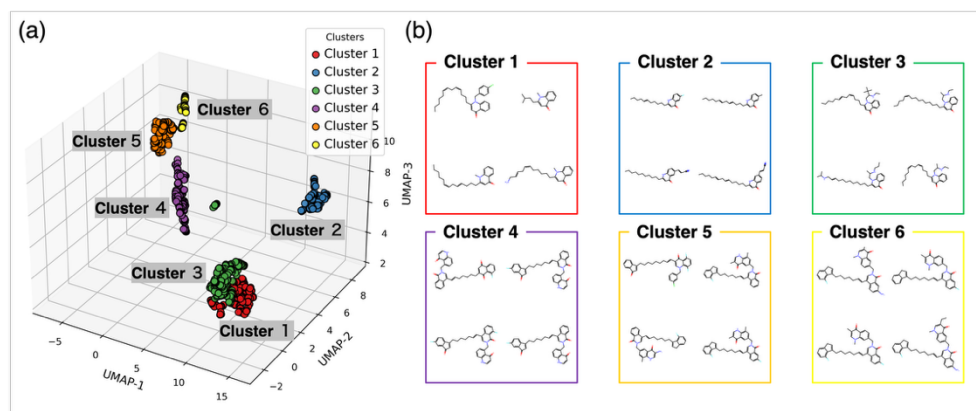 (a)
Clusters
Cluster 1
Cluster 2
Cluster 3
Cluster 4
Cluster 5
Cluster 6
Cluster 6
Cluster 5
Cluster 4
Cluster 2
Cluster 3
Cluster 1
UMAP-1
−5
0
5
10
15
UMAP-2
−2
0
2
4
6
8
UMAP-3
2
4
6
8
10
(b)
Cluster 1
Cluster 2
Cluster 3
Cluster 4
Cluster 5
Cluster 6